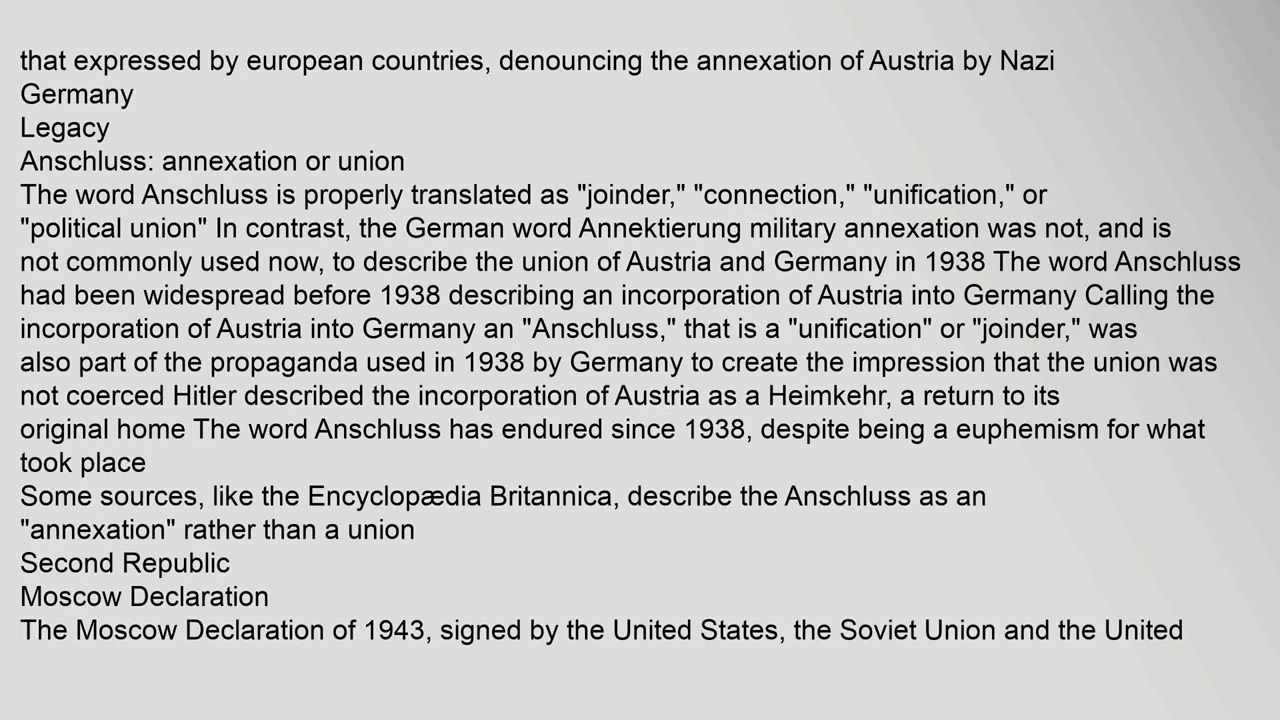 that expressed by european countries, denouncing the annexation of Austria by Nazi
Germany
Legacy
Anschluss: annexation or union
The word Anschluss is properly translated as "joinder," "connection," "unification," or
"political union" In contrast, the German word Annektierung military annexation was not, and is
not commonly used now, to describe the union of Austria and Germany in 1938 The word Anschluss
had been widespread before 1938 describing an incorporation of Austria into Germany Calling the
incorporation of Austria into Germany an "Anschluss," that is a "unification" or "joinder," was
also part of the propaganda used in 1938 by Germany to create the impression that the union was
not coerced Hitler described the incorporation of Austria as a Heimkehr, a return to its
original home The word Anschluss has endured since 1938, despite being a euphemism for what
took place
Some sources, like the Encyclopædia Britannica, describe the Anschluss as an
"annexation" rather than a union
Second Republic
Moscow Declaration
The Moscow Declaration of 1943, signed by the United States, the Soviet Union and the United